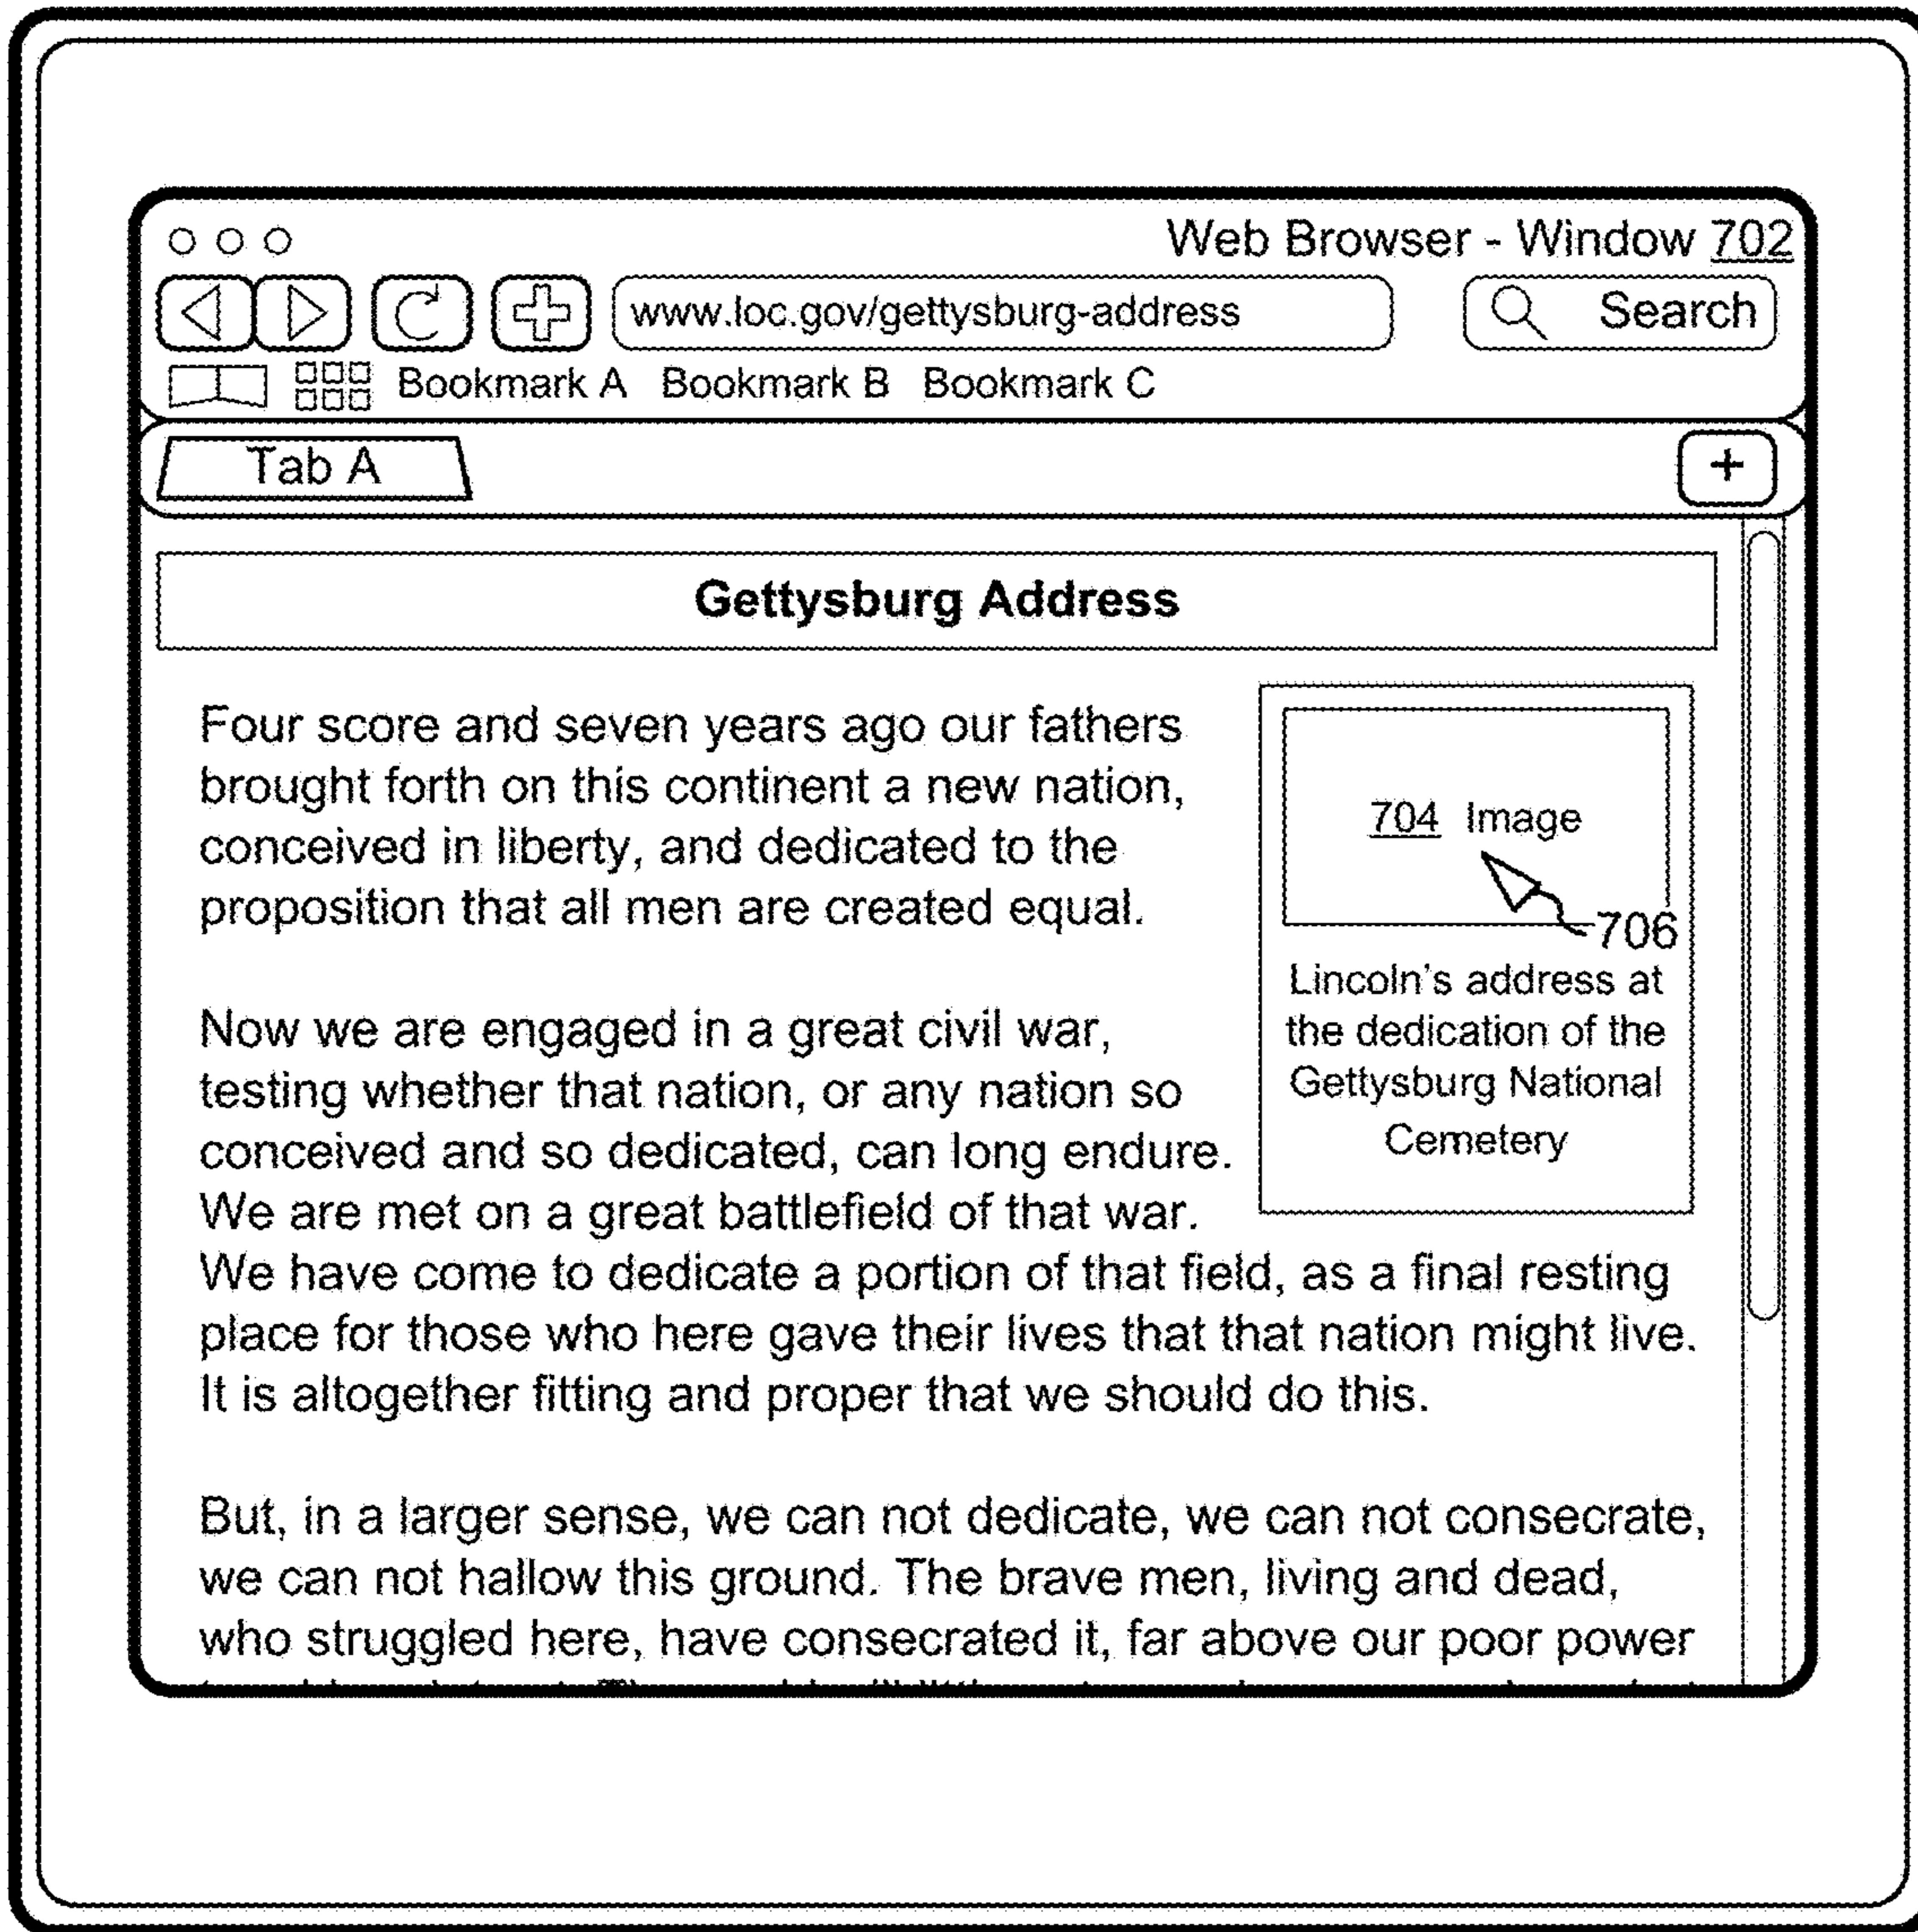 Web Browser - Window 702
www.loc.gov/gettysburg-address
Search
Bookmark A Bookmark B Bookmark C
Tab A
+
Gettysburg Address
Four score and seven years ago our fathers
brought forth on this continent a new nation,
conceived in liberty, and dedicated to the
proposition that all men are created equal.
704 Image
706
Lincoln's address at
the dedication of the
Gettysburg National
Cemetery
Now we are engaged in a great civil war,
testing whether that nation, or any nation so
conceived and so dedicated, can long endure.
We are met on a great battlefield of that war.
We have come to dedicate a portion of that field, as a final resting
place for those who here gave their lives that that nation might live.
It is altogether fitting and proper that we should do this.
But, in a larger sense, we can not dedicate, we can not consecrate,
we can not hallow this ground. The brave men, living and dead,
who struggled here, have consecrated it, far above our poor power